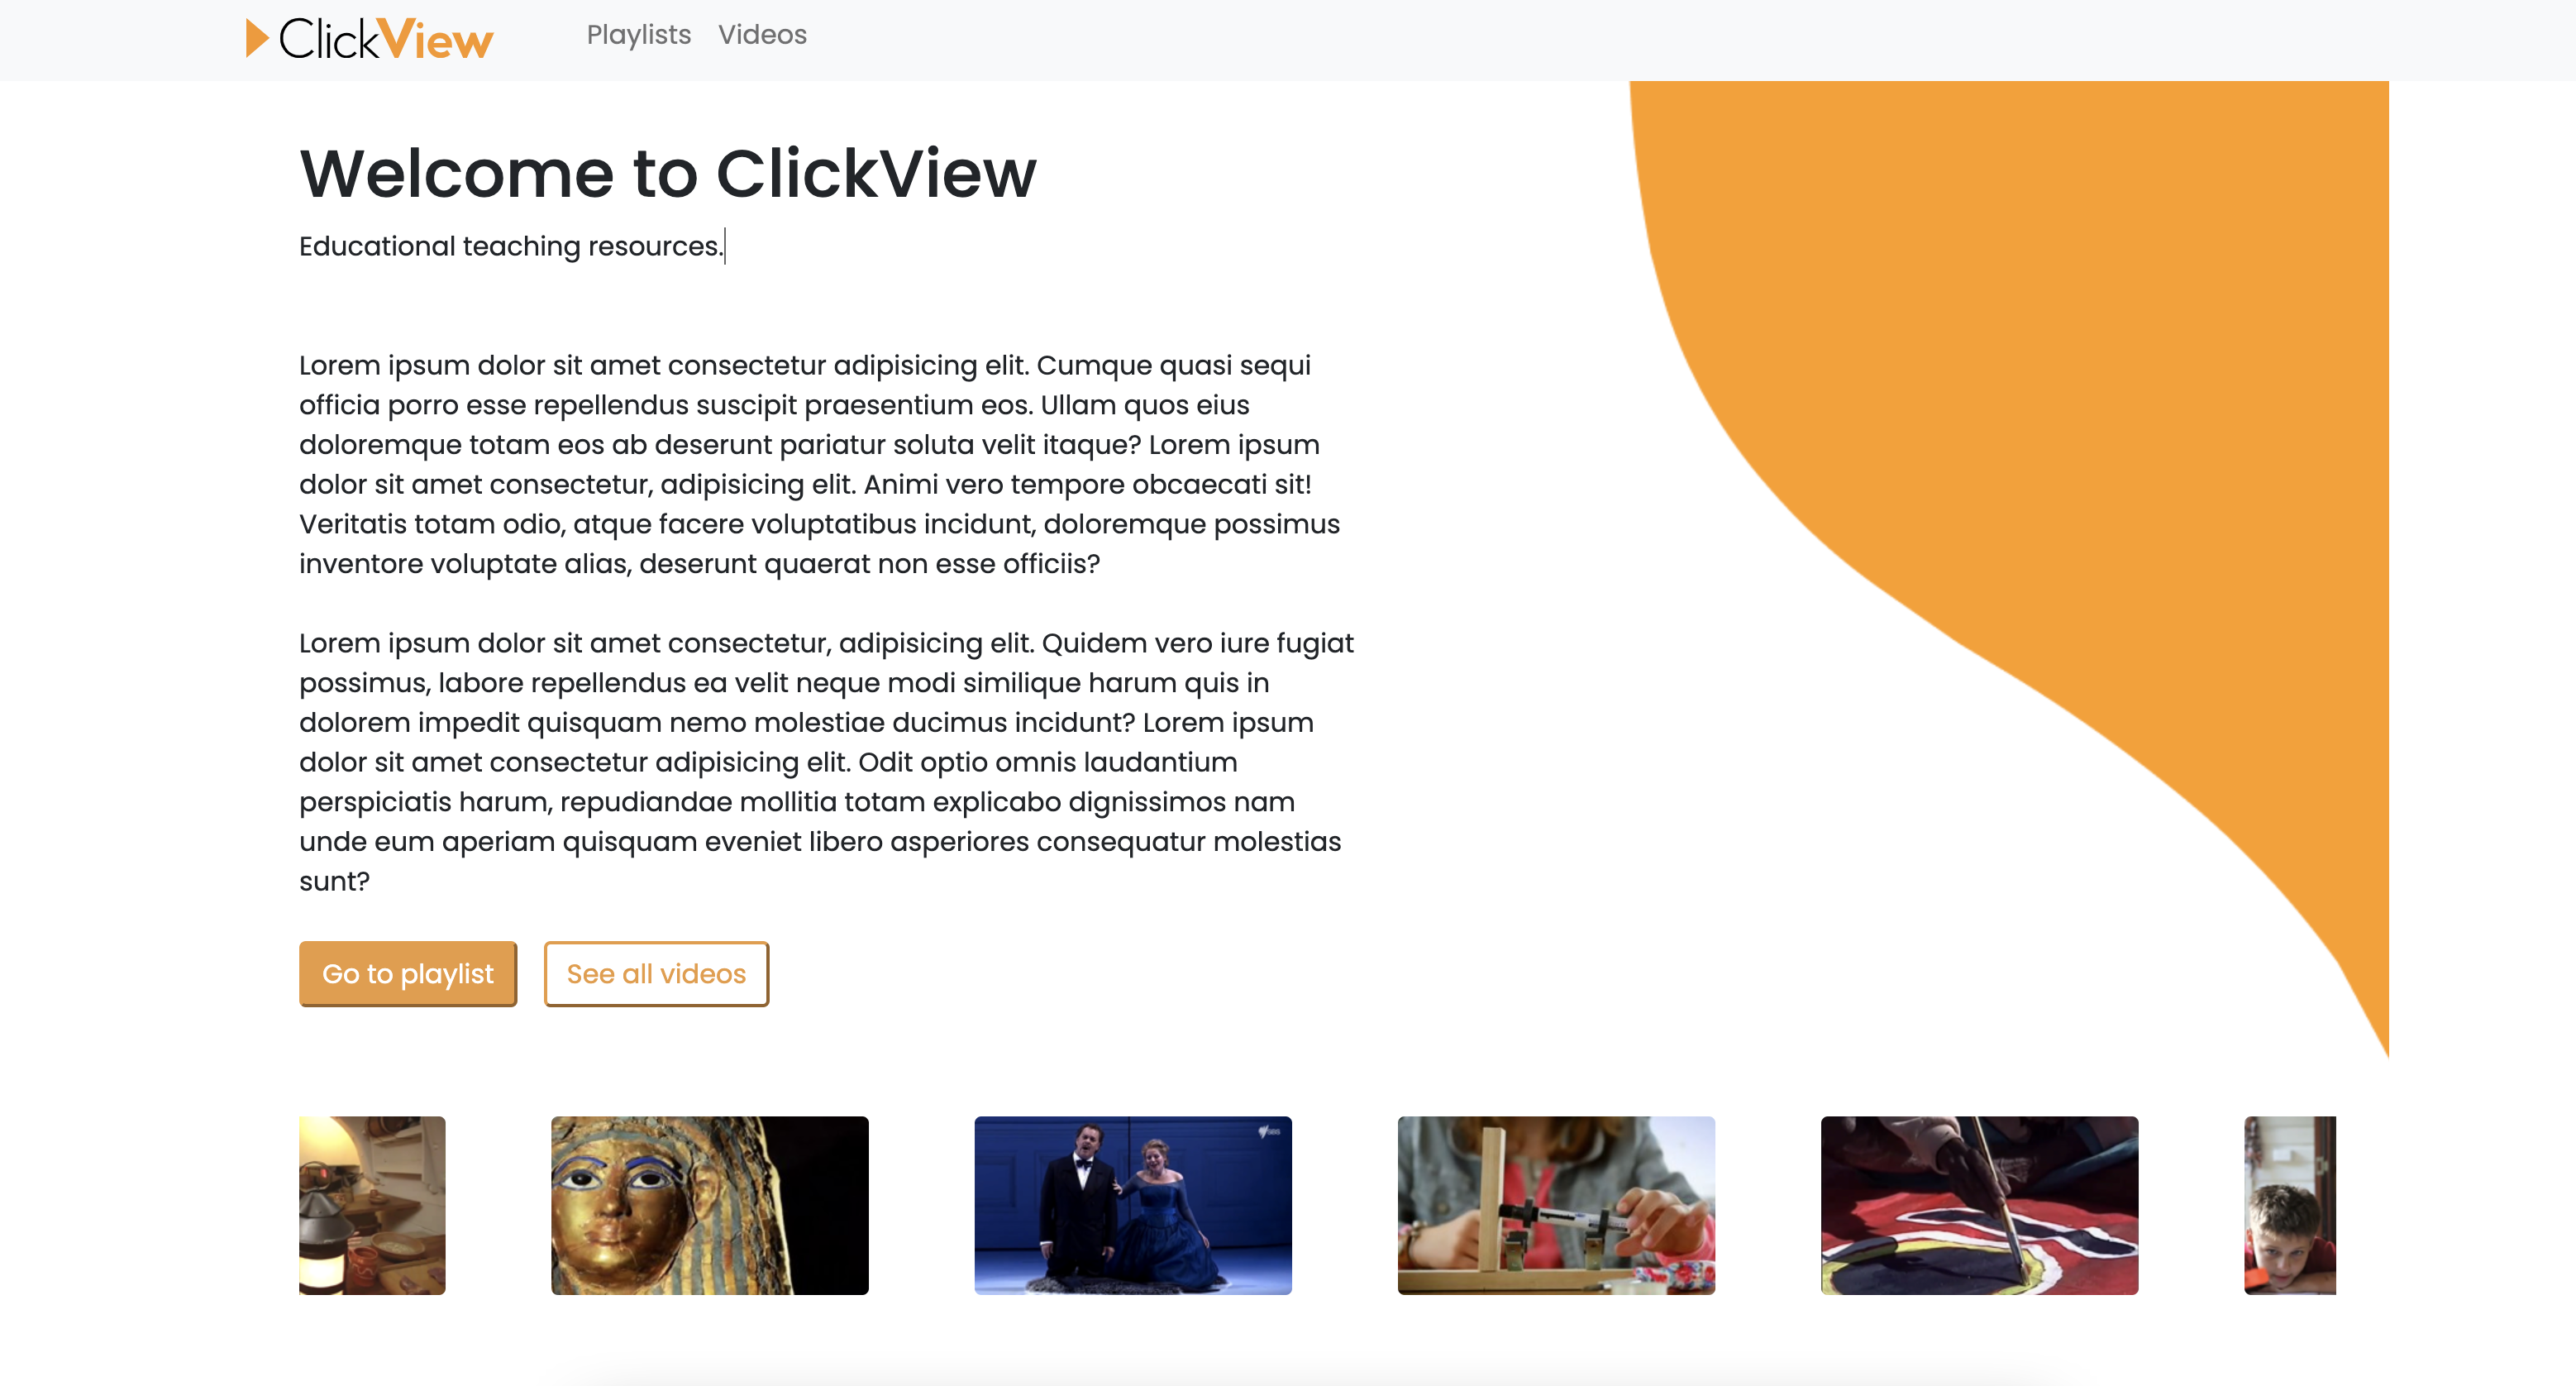 ClickView Playlists Videos
Welcome to ClickView
Educational teaching resources.
Lorem ipsum dolor sit amet consectetur adipisicing elit. Cumque quasi sequi
officia porro esse repellendus suscipit praesentium eos. Ullam quos eius
doloremque totam eos ab deserunt pariatur soluta velit itaque? Lorem ipsum
dolor sit amet consectetur, adipisicing elit. Animi vero tempore obcaecati sit!
Veritatis totam odio, atque facere voluptatibus incidunt, doloremque possimus
inventore voluptate alias, deserunt quaerat non esse officiis?
Lorem ipsum dolor sit amet consectetur, adipisicing elit. Quidem vero iure fugiat
possimus, labore repellendus ea velit neque modi similique harum quis in
dolorem impedit quisquam nemo molestiae ducimus incidunt? Lorem ipsum
dolor sit amet consectetur adipisicing elit. Odit optio omnis laudantium
perspiciatis harum, repudiandae mollitia totam explicabo dignissimos nam
unde eum aperiam quisquam eveniet libero asperiores consequatur molestias
sunt?
Go to playlist See all videos
SBS